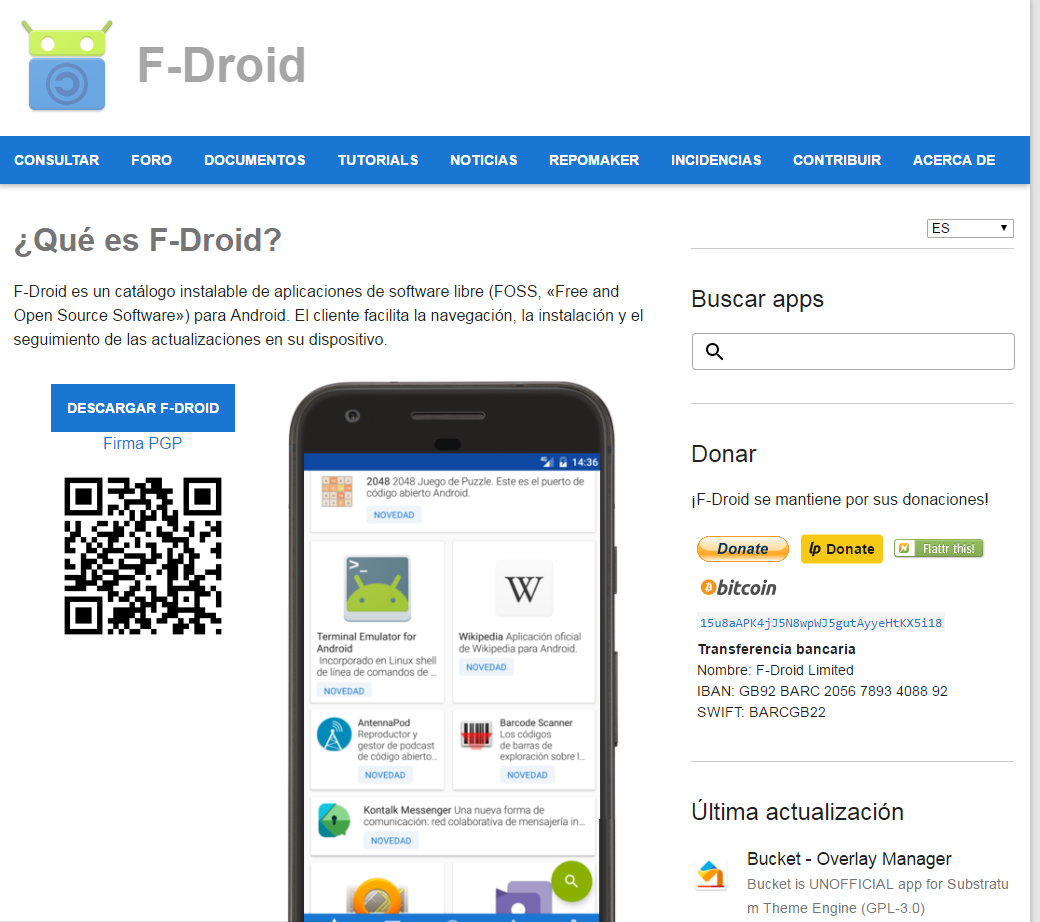 F-Droid
CONSULTAR FORO DOCUMENTOS TUTORIALS NOTICIAS REPOMAKER INCIDENCIAS CONTRIBUIR ACERCA DE
¿Qué es F-Droid?
F-Droid es un catálogo instalable de aplicaciones de software libre (FOSS, «Free and
Open Source Software») para Android. El cliente facilita la navegación, la instalación y el
seguimiento de las actualizaciones en su dispositivo.
DESCARGAR F-DROID
Firma PGP
4G 14:36
2048 2048 Juego de Puzzle. Este es el puerto de
código abierto Android.
NOVEDAD
>_
Terminal Emulator for
Android
Incorporado en Linux shell
de línea de comandos de ...
NOVEDAD
W
Wikipedia Aplicación oficial
de Wikipedia para Android.
NOVEDAD
AntennaPod
Reproductor y
gestor de podcast
de código abierto...
NOVEDAD
Barcode Scanner
Los códigos
de barras de
exploración sobre l...
NOVEDAD
Kontalk Messenger Una nueva forma de
comunicación: red colaborativa de mensajería in...
NOVEDAD
ES
Buscar apps
Donar
¡F-Droid se mantiene por sus donaciones!
Donate
lp Donate
Flattr this!
bitcoin
15u8aAPK4jJ5N8wpWJ5gutAyyeHtKX5i18
Transferencia bancaria
Nombre: F-Droid Limited
IBAN: GB92 BARC 2056 7893 4088 92
SWIFT: BARCGB22
Última actualización
Bucket - Overlay Manager
Bucket is UNOFFICIAL app for Substratu
m Theme Engine (GPL-3.0)